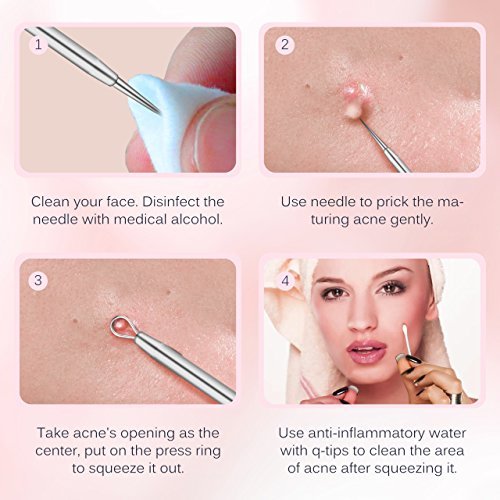 1
Clean your face. Disinfect the
needle with medical alcohol.
2
Use needle to prick the ma-
turing acne gently.
3
Take acne's opening as the
center, put on the press ring
to squeeze it out.
4
Use anti-inflammatory water
with q-tips to clean the area
of acne after squeezing it.